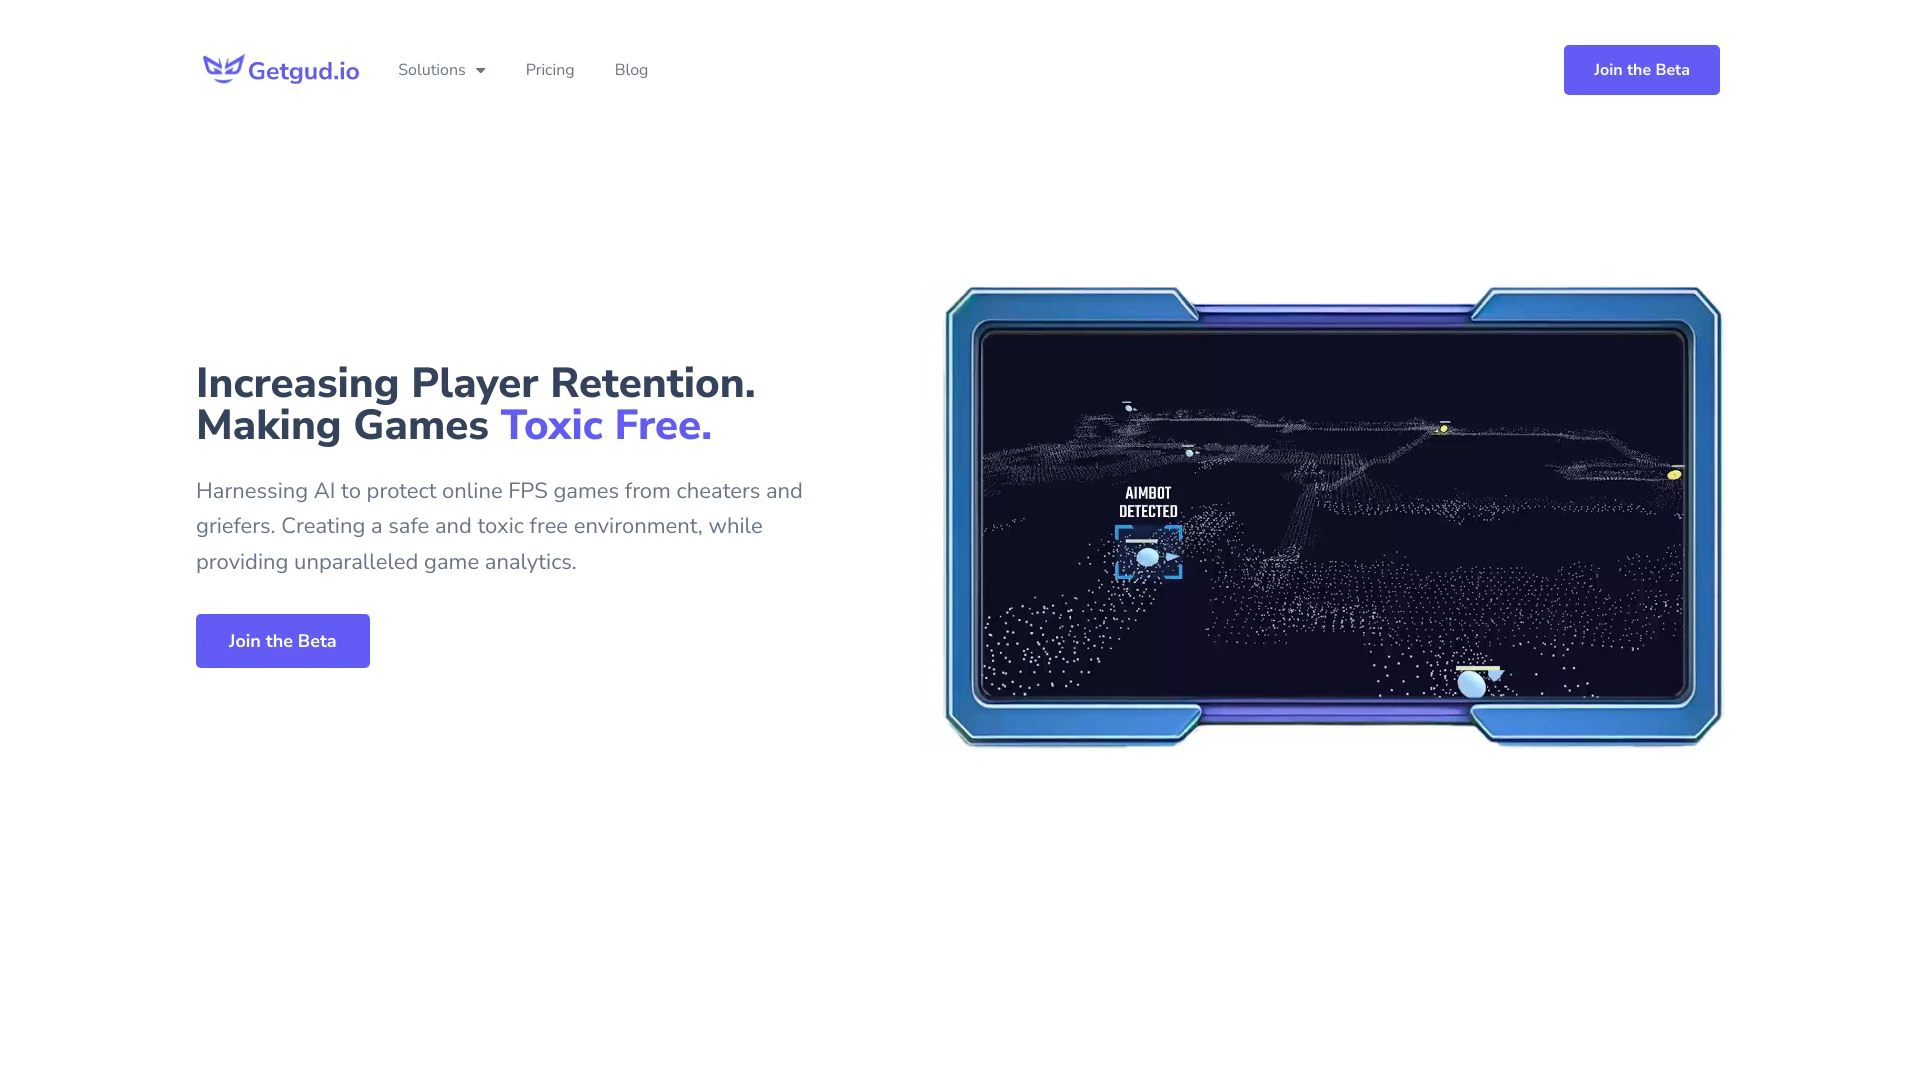 Getgud.io
Solutions
Pricing
Blog
Join the Beta
Increasing Player Retention.
Making Games Toxic Free.
Harnessing AI to protect online FPS games from cheaters and
griefers. Creating a safe and toxic free environment, while
providing unparalleled game analytics.
Join the Beta
AIMBOT
DETECTED